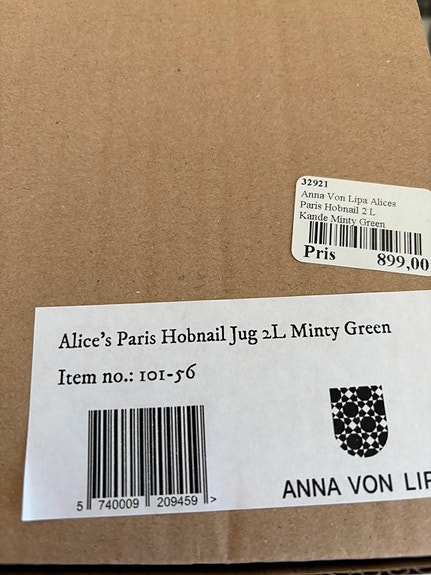 32921
Anna Von Lipa Alices
Paris Hobnail 2 L
Kande Minty Green
Pris 899,00
Alice's Paris Hobnail Jug 2L Minty Green
Item no.: 101-56
5 740009 209459 >
ANNA VON LIP